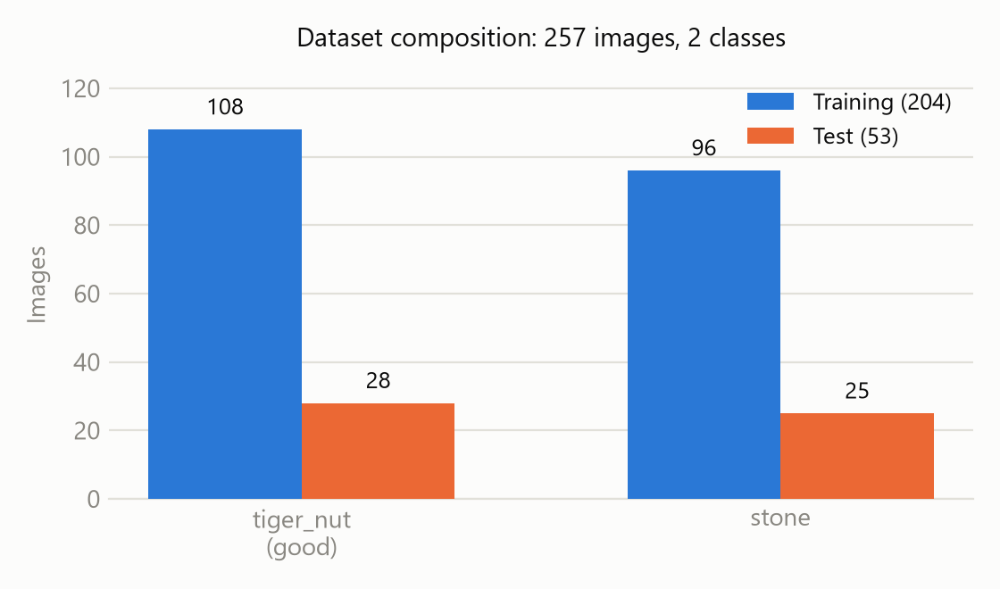 Dataset composition: 257 images, 2 classes
Training (204)
Test (53)
Images
120
100
80
60
40
20
0
108
28
96
25
tiger_nut
(good)
stone